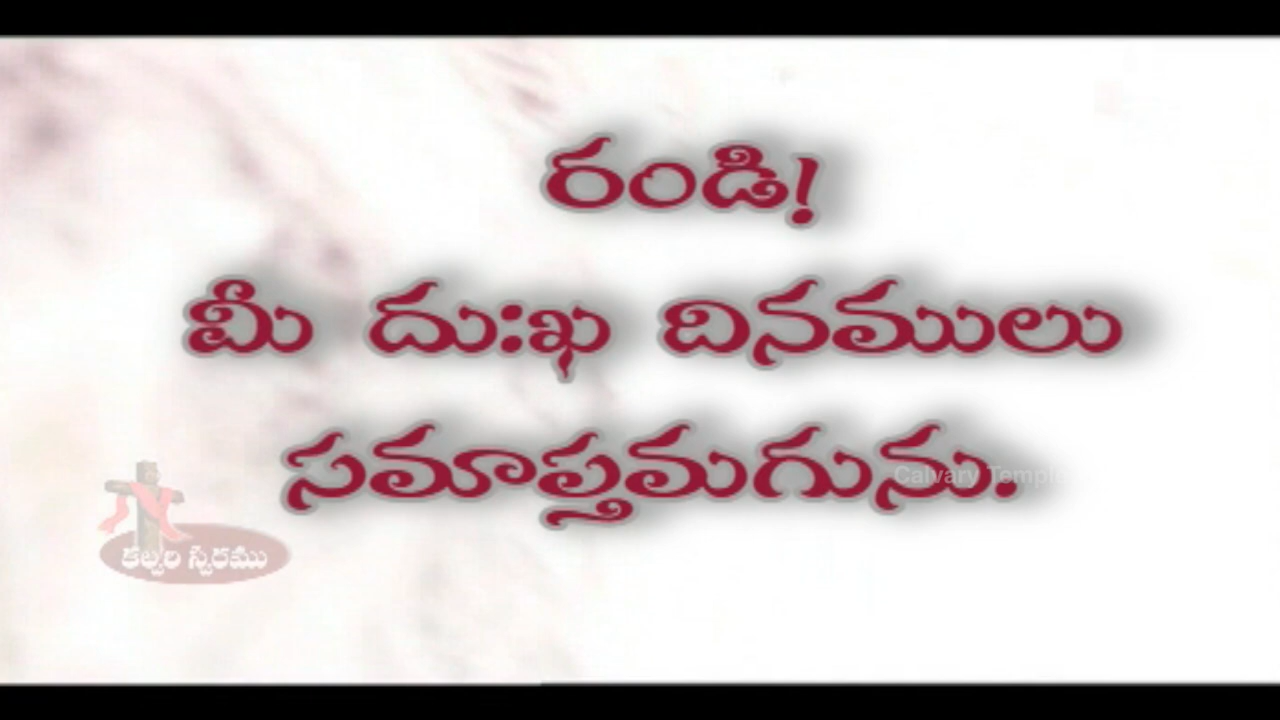 రండి!
మీ దు:ఖ దినములు
సమాప్తమగును.
Calvary Temple
కల్వరి స్వరము